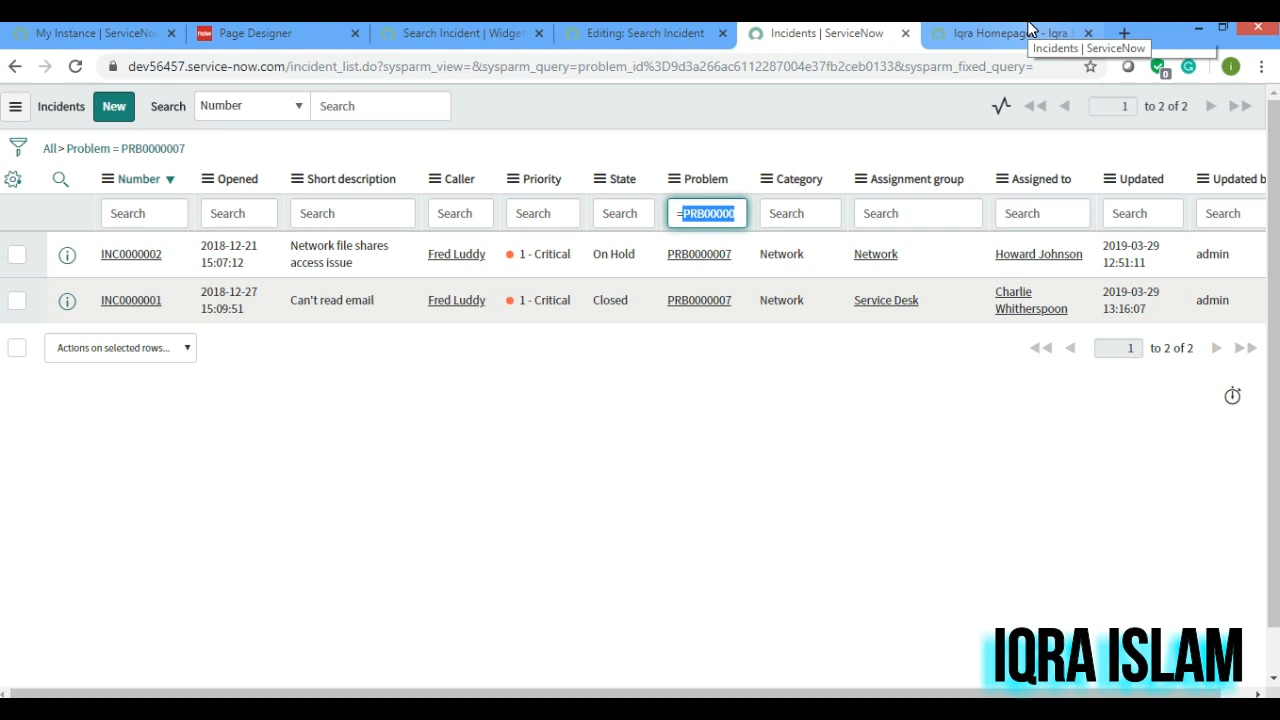 My Instance | ServiceNo
now Page Designer
Search Incident | Widget
Editing: Search Incident
Incidents | ServiceNow
Iqra Homepage - Iqra H
Incidents | ServiceNow
dev56457.service-now.com/incident_list.do?sysparm_view=&sysparm_query=problem_id%3D9d3a266ac6112287004e37fb2ceb0133&sysparm_fixed_query=
0
i
Incidents New Search Number Search 1 to 2 of 2
All > Problem = PRB0000007
Number Opened Short description Caller Priority State Problem Category Assignment group Assigned to Updated Updated b
Search Search Search Search Search Search =PRB00000 Search Search Search Search Search
INC0000002 2018-12-21 15:07:12 Network file shares access issue Fred Luddy 1 - Critical On Hold PRB0000007 Network Network Howard Johnson 2019-03-29 12:51:11 admin
INC0000001 2018-12-27 15:09:51 Can't read email Fred Luddy 1 - Critical Closed PRB0000007 Network Service Desk Charlie Whitherspoon 2019-03-29 13:16:07 admin
Actions on selected rows... 1 to 2 of 2
IQRA ISLAM